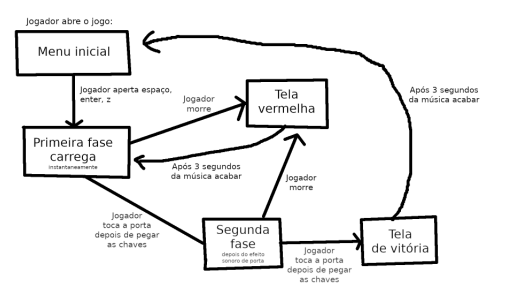 Jogador abre o jogo:
Menu inicial
Jogador aperta espaço,
enter, z
Primeira fase
carrega
instantaneamente
Jogador
morre
Tela
vermelha
Após 3 segundos
da música acabar
Após 3 segundos
da música acabar
Jogador
morre
Jogador
toca a porta
depois de pegar
as chaves
Segunda
fase
depois do efeito
sonoro de porta
Jogador
toca a porta
depois de pegar
as chaves
Tela
de vitória